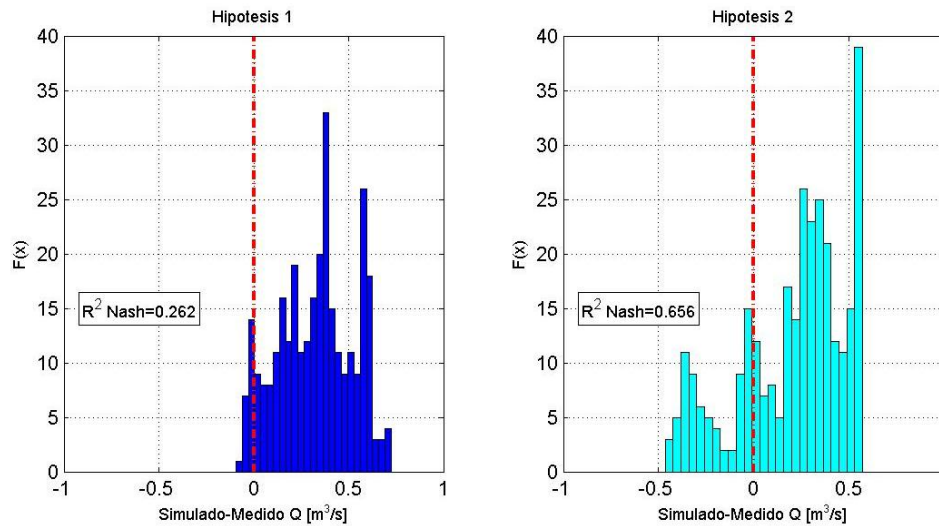 Hipotesis 1
40
35
30
25
20
15
10
5
0
F(x)
R² Nash=0.262
-1 -0.5 0 0.5 1
Simulado-Medido Q [m³/s]
Hipotesis 2
40
35
30
25
20
15
10
5
0
F(x)
R² Nash=0.656
-1 -0.5 0 0.5
Simulado-Medido Q [m³/s]